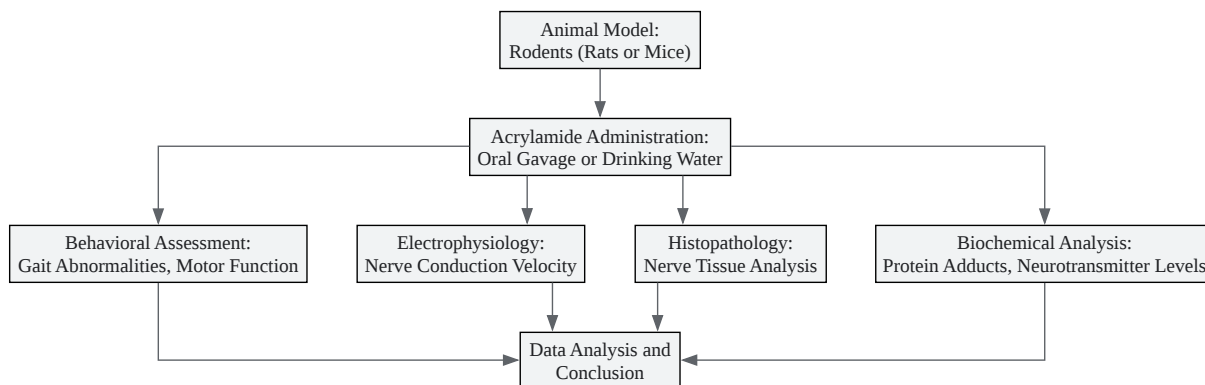 Animal Model:
Rodents (Rats or Mice)
Acrylamide Administration:
Oral Gavage or Drinking Water
Behavioral Assessment:
Gait Abnormalities, Motor Function
Electrophysiology:
Nerve Conduction Velocity
Histopathology:
Nerve Tissue Analysis
Biochemical Analysis:
Protein Adducts, Neurotransmitter Levels
Data Analysis and
Conclusion